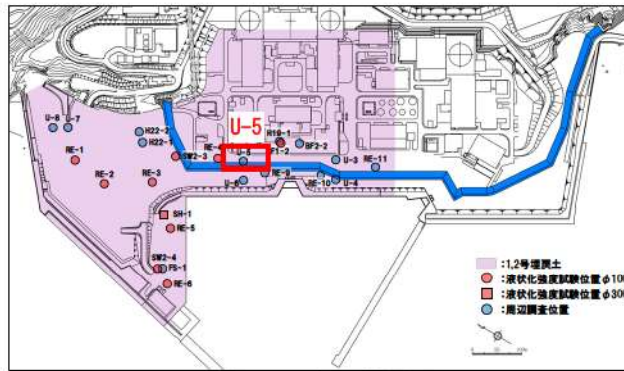 U-8
U-7
H22-2
H22-1
RE-1
RE-2
RE-3
SW2-3
RE-4
U-5
U-5
H19-1
F1-2
BF2-2
U-3
RE-11
RE-9
U-6
RE-10
U-4
SH-1
RE-5
SW2-4
FS-1
RE-6
:1,2号埋戻土
:液状化強度試験位置φ100
:液状化強度試験位置φ300
:周辺調査位置